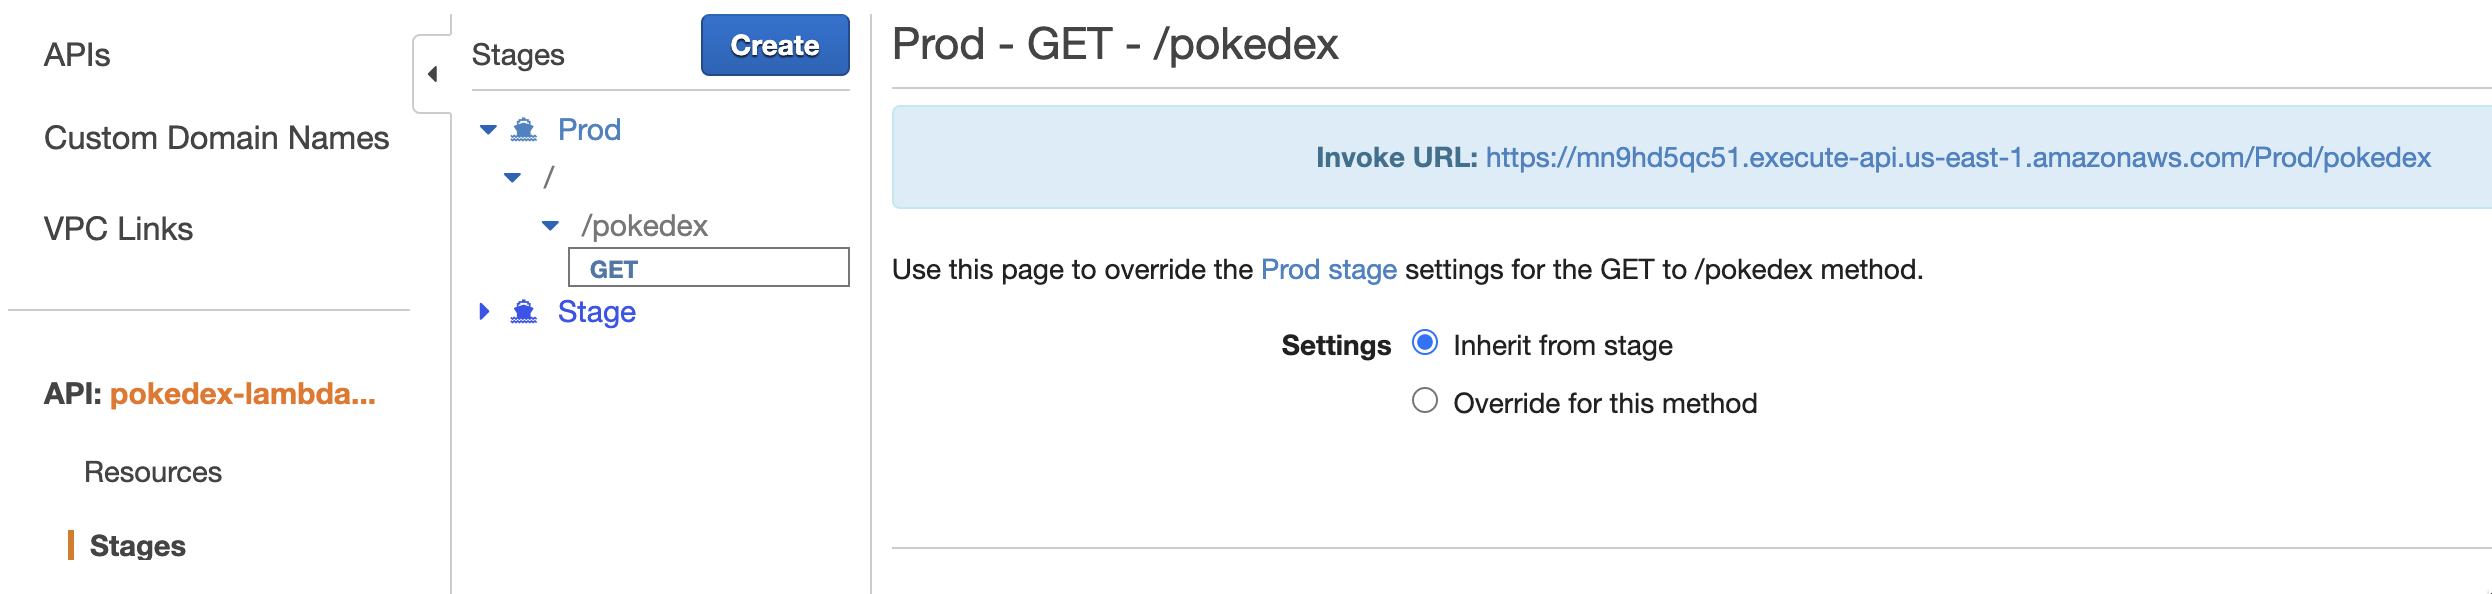 APIs
Custom Domain Names
VPC Links
API: pokedex-lambda...
Resources
Stages
Stages
Create
Prod
/
/pokedex
GET
Stage
Prod - GET - /pokedex
Invoke URL: https://mn9hd5qc51.execute-api.us-east-1.amazonaws.com/Prod/pokedex
Use this page to override the Prod stage settings for the GET to /pokedex method.
Settings
Inherit from stage
Override for this method